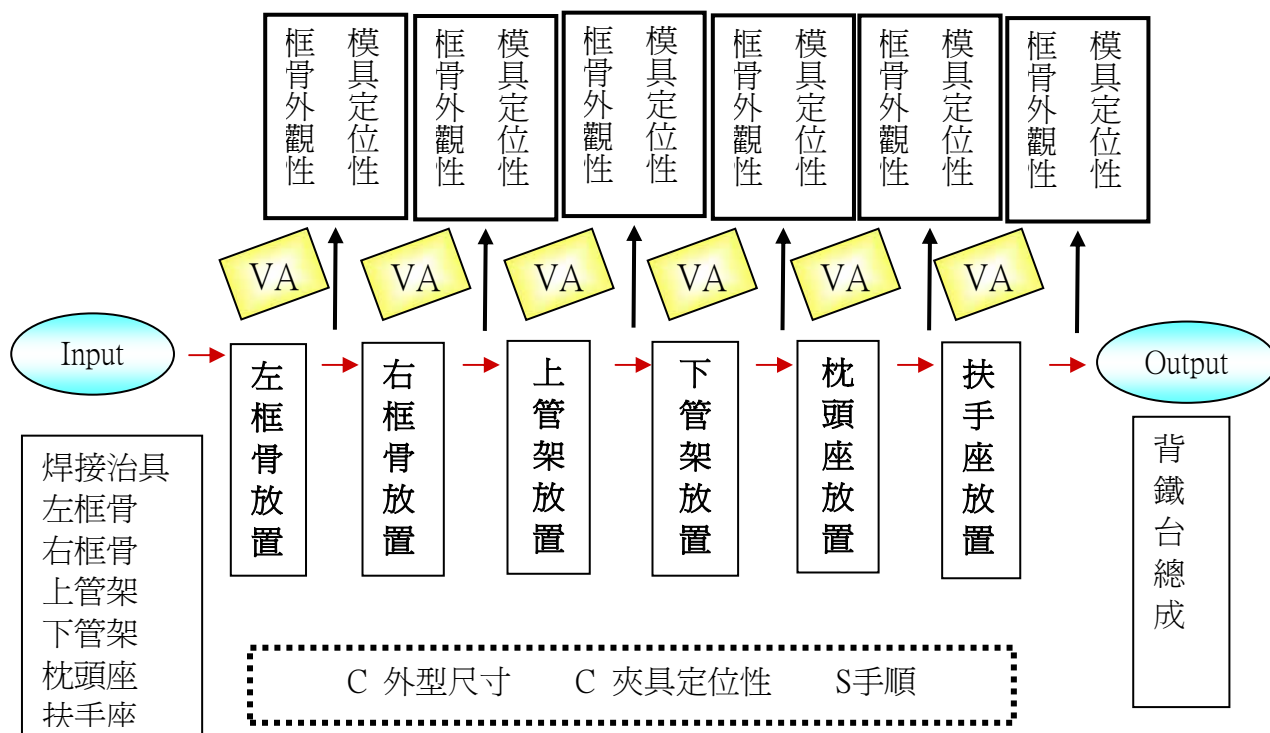 框骨外觀性
模具定位性
框骨外觀性
模具定位性
框骨外觀性
模具定位性
框骨外觀性
模具定位性
框骨外觀性
模具定位性
框骨外觀性
模具定位性
VA
VA
VA
VA
VA
VA
Input
左框骨放置
右框骨放置
上管架放置
下管架放置
枕頭座放置
扶手座放置
Output
焊接治具
左框骨
右框骨
上管架
下管架
枕頭座
扶手座
背鐵台總成
C 外型尺寸 C 夾具定位性 S手順